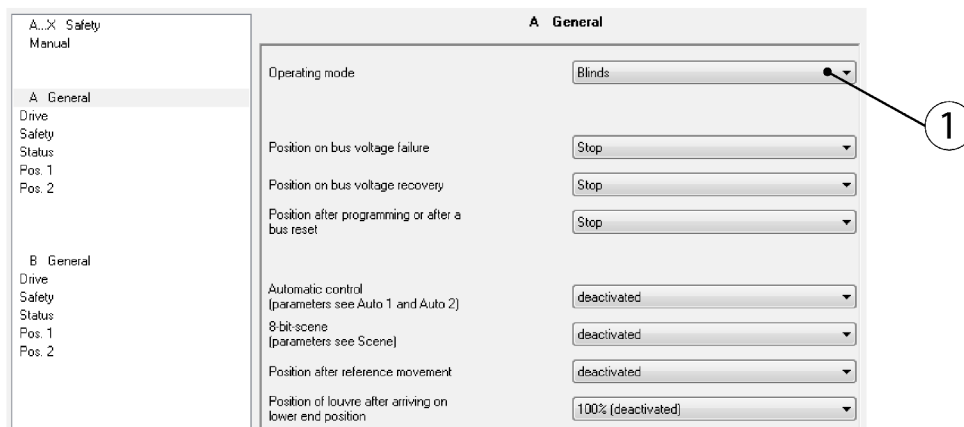 A...X Safety
Manual
A General
Drive
Safety
Status
Pos. 1
Pos. 2
B General
Drive
Safety
Status
Pos. 1
Pos. 2
A General
Operating mode
Blinds
1
Position on bus voltage failure
Stop
Position on bus voltage recovery
Stop
Position after programming or after a
bus reset
Stop
Automatic control
(parameters see Auto 1 and Auto 2)
deactivated
8-bit-scene
(parameters see Scene)
deactivated
Position after reference movement
deactivated
Position of louvre after arriving on
lower end position
100% (deactivated)